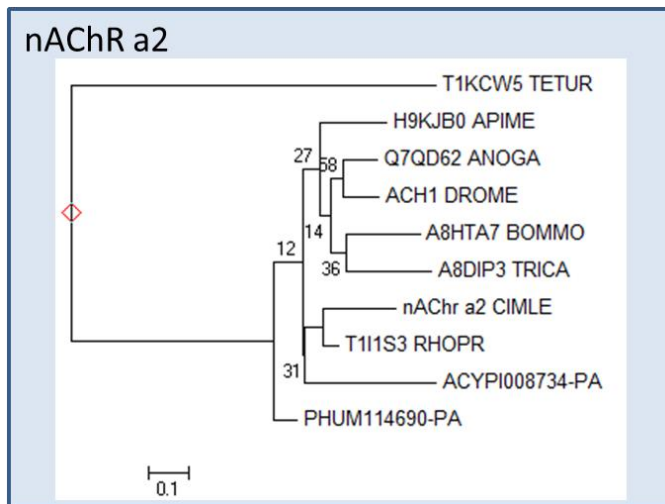 nAChR a2
T1KCW5 TETUR
H9KJB0 APIME
27
58
Q7QD62 ANOGA
ACH1 DROME
14
A8HTA7 BOMMO
12
36
A8DIP3 TRICA
nAChr a2 CIMLE
T1I1S3 RHOPR
31
ACYPI008734-PA
PHUM114690-PA
0.1